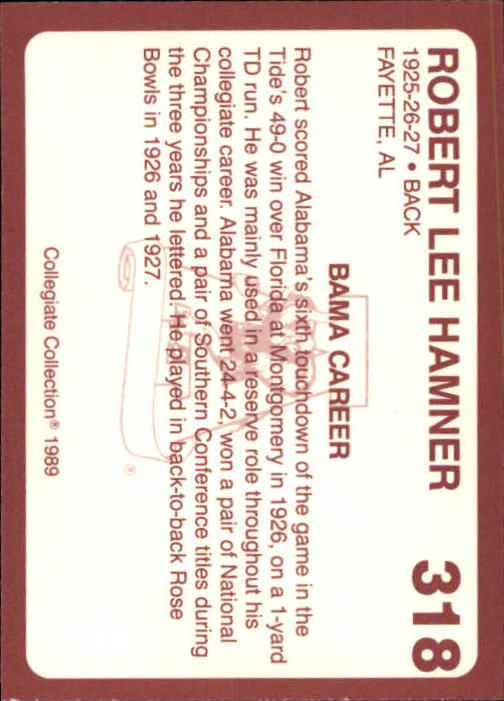 ROBERT LEE HAMNER 318
1925-26-27 • BACK
FAYETTE, AL
BAMA CAREER
Robert scored Alabama's sixth touchdown of the game in the
Tide's 49-0 win over Florida at Montgomery in 1926, on a 1-yard
TD run. He was mainly used in a reserve role throughout his
collegiate career. Alabama went 24-4-2, won a pair of National
Championships and a pair of Southern Conference titles during
the three years he lettered. He played in back-to-back Rose
Bowls in 1926 and 1927.
®
Collegiate Collection® 1989